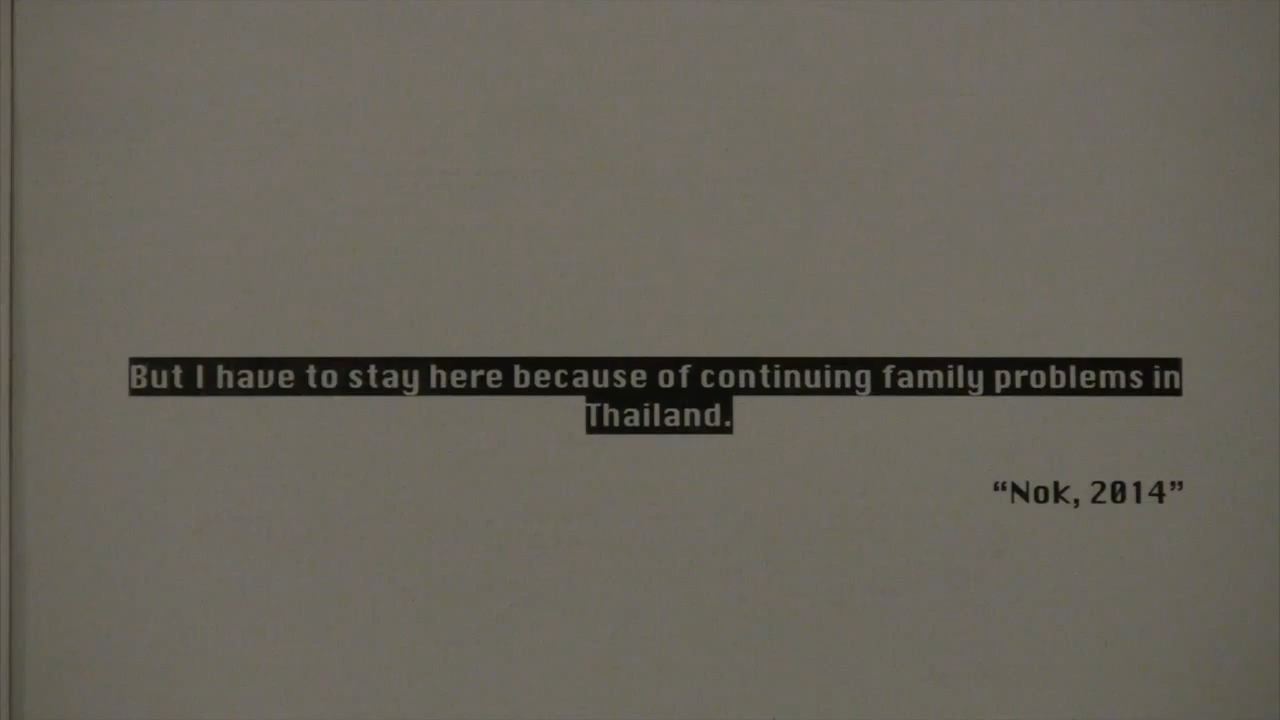 But I have to stay here because of continuing family problems in
Thailand.
“Nok, 2014”